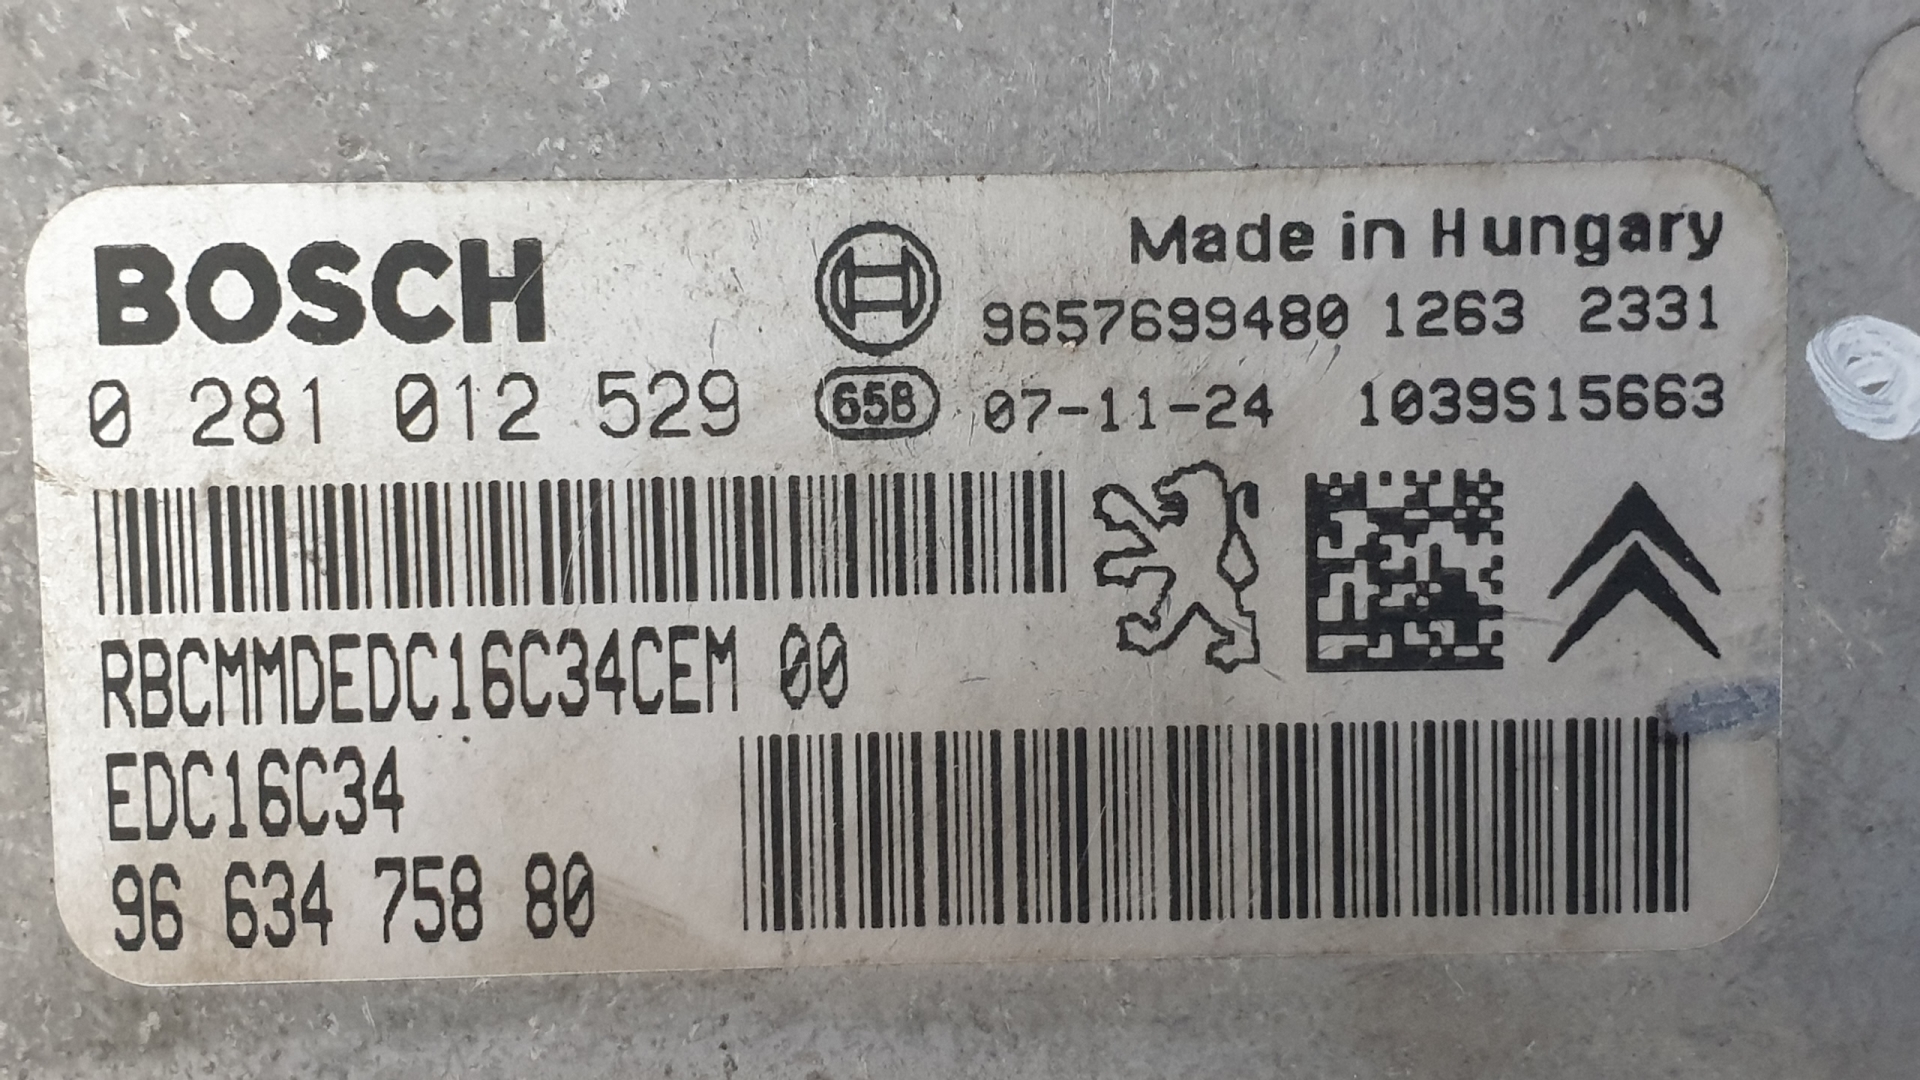 BOSCH
Made in Hungary
9657699480 1263 2331
0 281 012 529
658
07-11-24 1039S15663
RBCMMDEDC16C34CEM 00
EDC16C34
96 634 758 80